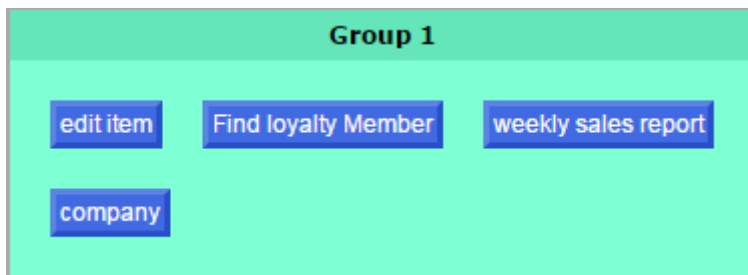 Group 1
edit item Find loyalty Member weekly sales report
company